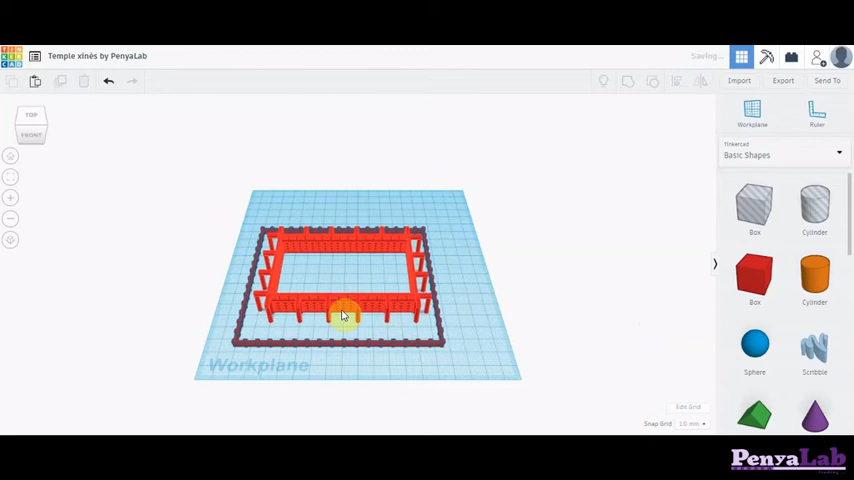 TIN
KER
CAD
Temple xinès by PenyaLab
Saving...
Import
Export
Send To
TOP
FRONT
Workplane
Ruler
Tinkercad
Basic Shapes
Box
Cylinder
Box
Cylinder
Sphere
Scribble
Workplane
Edit Grid
Snap Grid 1.0 mm
PenyaLab